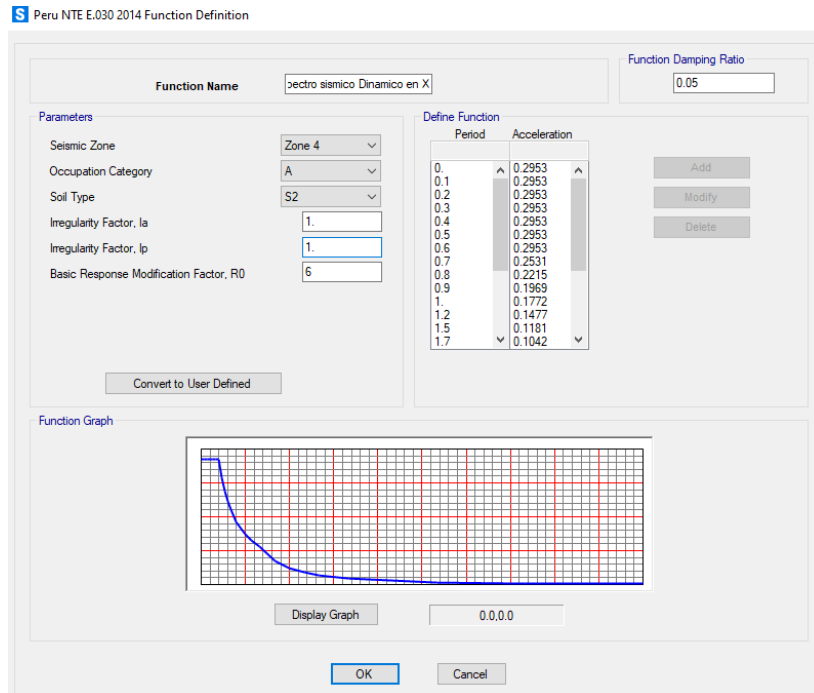 S Peru NTE E.030 2014 Function Definition
Function Damping Ratio
Function Name pectro sismico Dinamico en X 0.05
Parameters
Define Function
Seismic Zone Zone 4
Occupation Category A
Soil Type S2
Irregularity Factor, Ia 1.
Irregularity Factor, Ip 1.
Basic Response Modification Factor, R0 6
Convert to User Defined
Period Acceleration
0. 0.2953
0.1 0.2953
0.2 0.2953
0.3 0.2953
0.4 0.2953
0.5 0.2953
0.6 0.2953
0.7 0.2531
0.8 0.2215
0.9 0.1969
1. 0.1772
1.2 0.1477
1.5 0.1181
1.7 0.1042
Add
Modify
Delete
Function Graph
Display Graph 0.0,0.0
OK Cancel